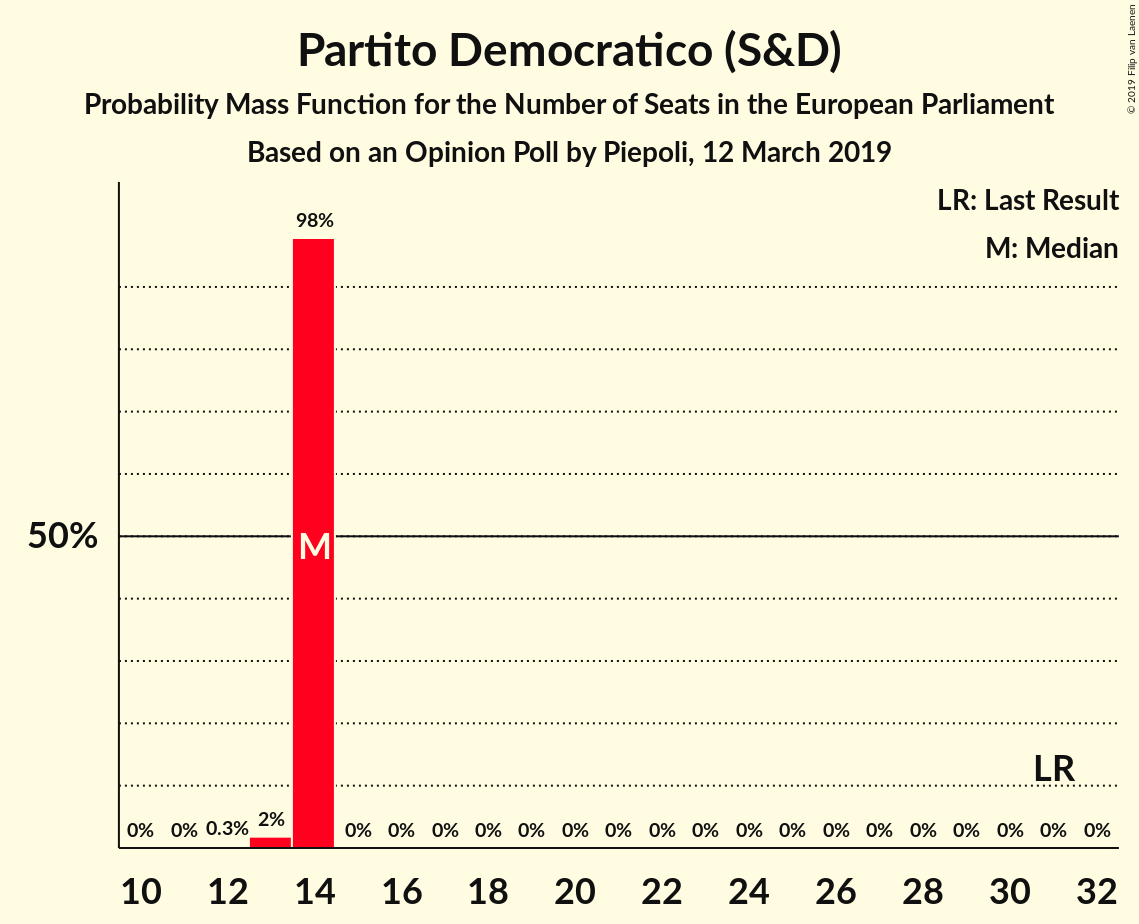 © 2019 Filip van Laenen
Partito Democratico (S&D)
Probability Mass Function for the Number of Seats in the European Parliament
Based on an Opinion Poll by Piepoli, 12 March 2019
LR: Last Result
M: Median
98%
50%
M
LR
0% 0% 0.3% 2% 0% 0% 0% 0% 0% 0% 0% 0% 0% 0% 0% 0% 0% 0% 0% 0% 0% 0%
10 12 14 16 18 20 22 24 26 28 30 32